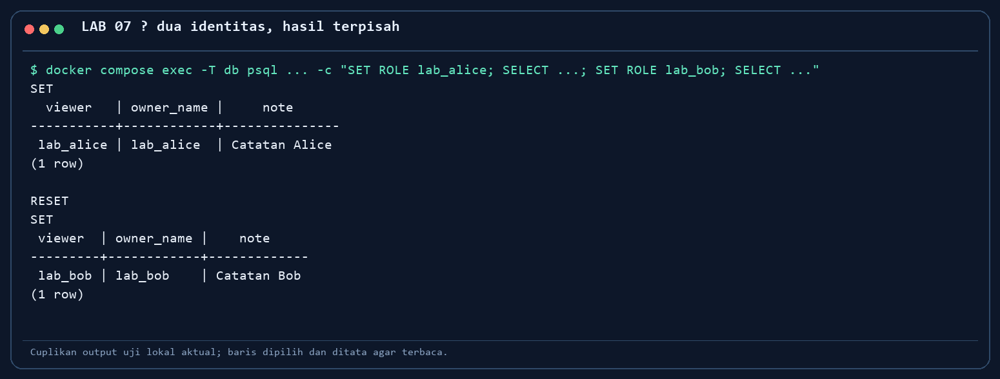 LAB 07 ? dua identitas, hasil terpisah
$ docker compose exec -T db psql ... -c "SET ROLE lab_alice; SELECT ...; SET ROLE lab_bob; SELECT ..."
SET
  viewer   | owner_name |     note
-----------+------------+---------------
 lab_alice | lab_alice  | Catatan Alice
(1 row)

RESET
SET
 viewer  | owner_name |    note
---------+------------+-------------
 lab_bob | lab_bob    | Catatan Bob
(1 row)
Cuplikan output uji lokal aktual; baris dipilih dan ditata agar terbaca.